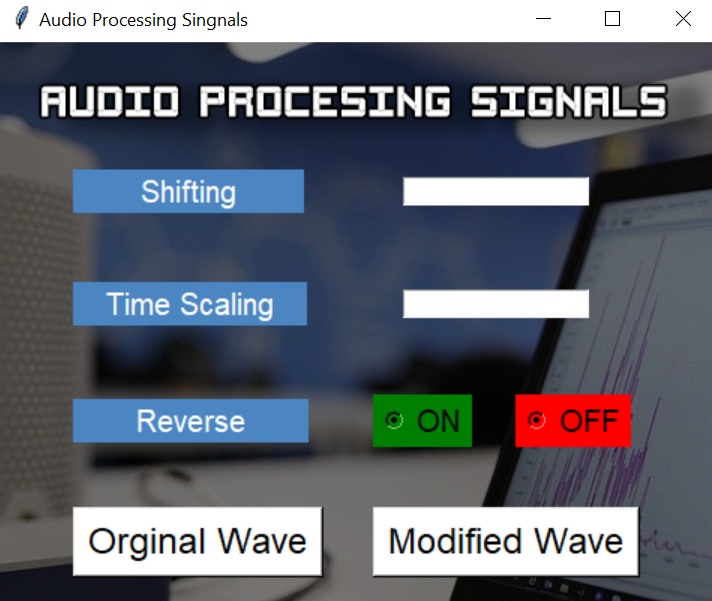 Audio Processing Singnals
AUDIO PROCESING SIGNALS
Shifting
Time Scaling
Reverse ON OFF
Orginal Wave Modified Wave